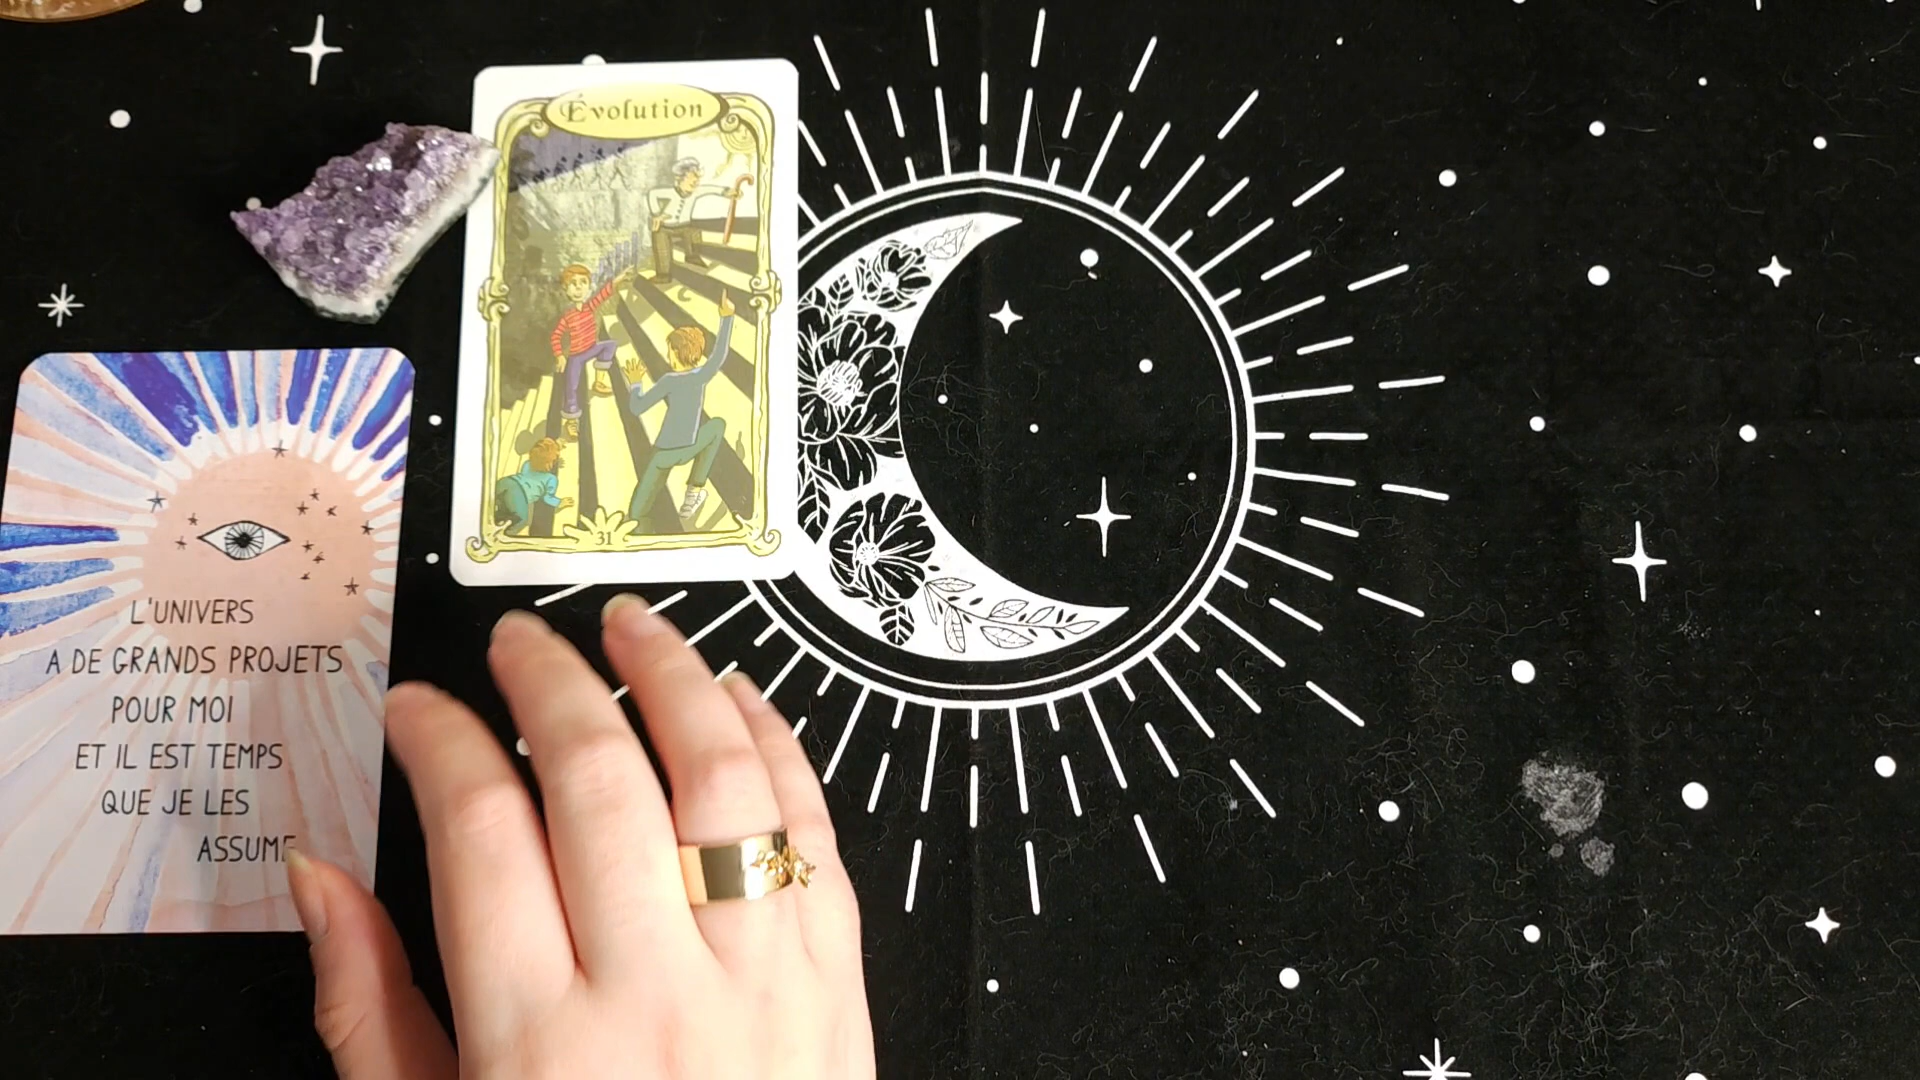 Évolution
31
L'UNIVERS
A DE GRANDS PROJETS
POUR MOI
ET IL EST TEMPS
QUE JE LES
ASSUME